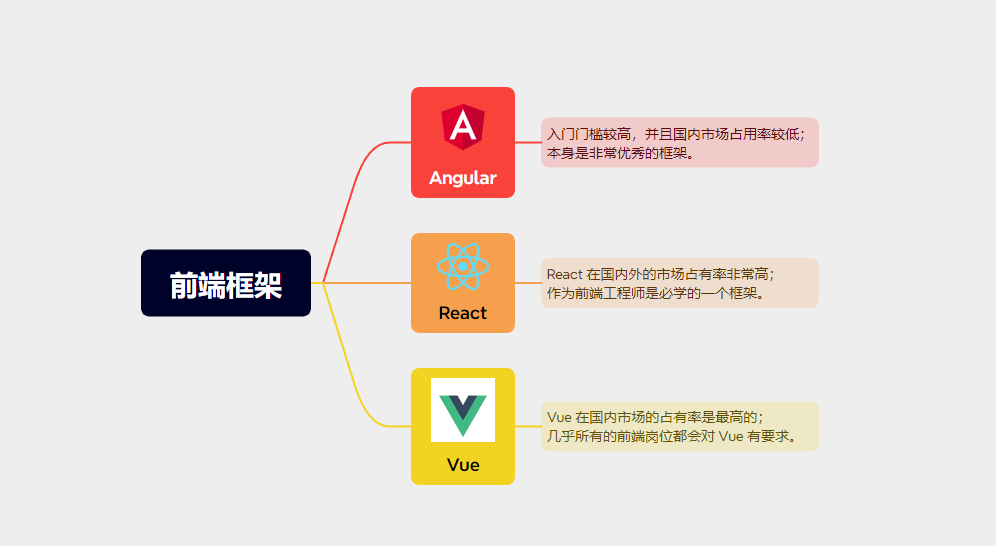 前端框架
Angular
入门门槛较高，并且国内市场占用率较低；
本身是非常优秀的框架。
React
React 在国内外的市场占有率非常高；
作为前端工程师是必学的一个框架。
Vue
Vue 在国内市场的占有率是最高的；
几乎所有的前端岗位都会对 Vue 有要求。